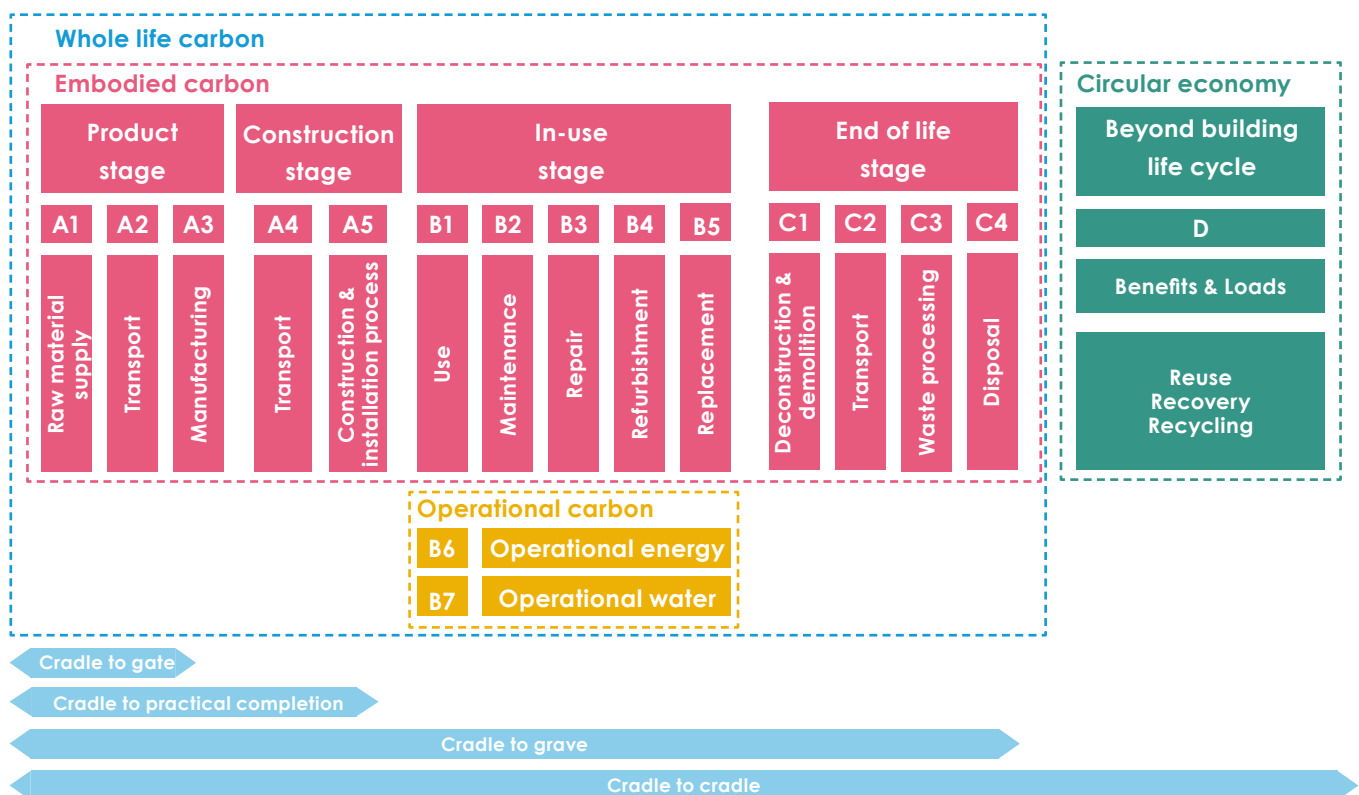 Whole life carbon
Embodied carbon
Circular economy
Product
stage
Construction
stage
In-use
stage
End of life
stage
Beyond building
life cycle
A1
A2
A3
A4
A5
B1
B2
B3
B4
B5
C1
C2
C3
C4
D
Raw material
supply
Transport
Manufacturing
Transport
Construction &
installation process
Use
Maintenance
Repair
Refurbishment
Replacement
Deconstruction &
demolition
Transport
Waste processing
Disposal
Benefits & Loads
Reuse
Recovery
Recycling
Operational carbon
B6
Operational energy
B7
Operational water
Cradle to gate
Cradle to practical completion
Cradle to grave
Cradle to cradle